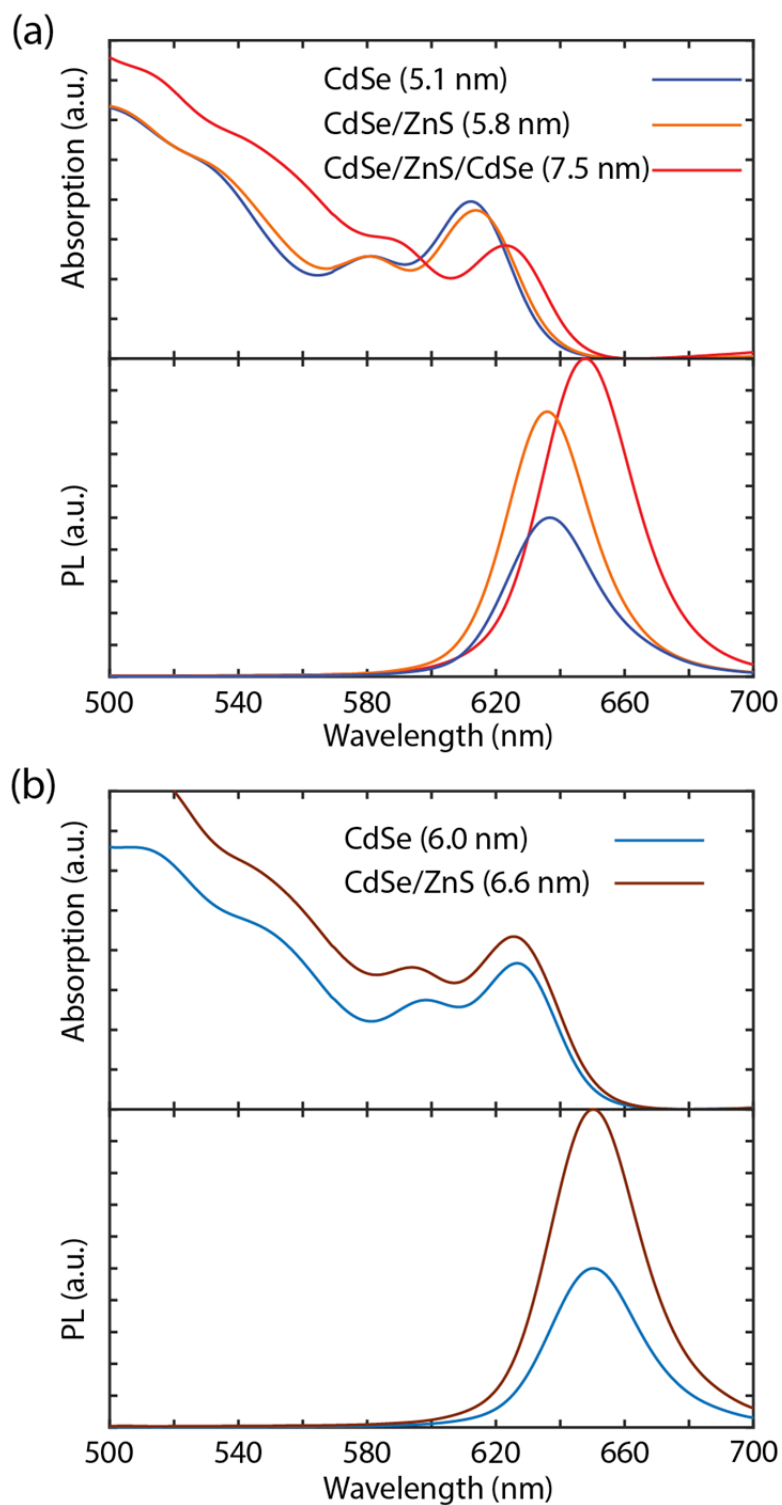 (a)
CdSe (5.1 nm)
CdSe/ZnS (5.8 nm)
CdSe/ZnS/CdSe (7.5 nm)
Absorption (a.u.)
PL (a.u.)
500 540 580 620 660 700
Wavelength (nm)
(b)
CdSe (6.0 nm)
CdSe/ZnS (6.6 nm)
Absorption (a.u.)
PL (a.u.)
500 540 580 620 660 700
Wavelength (nm)